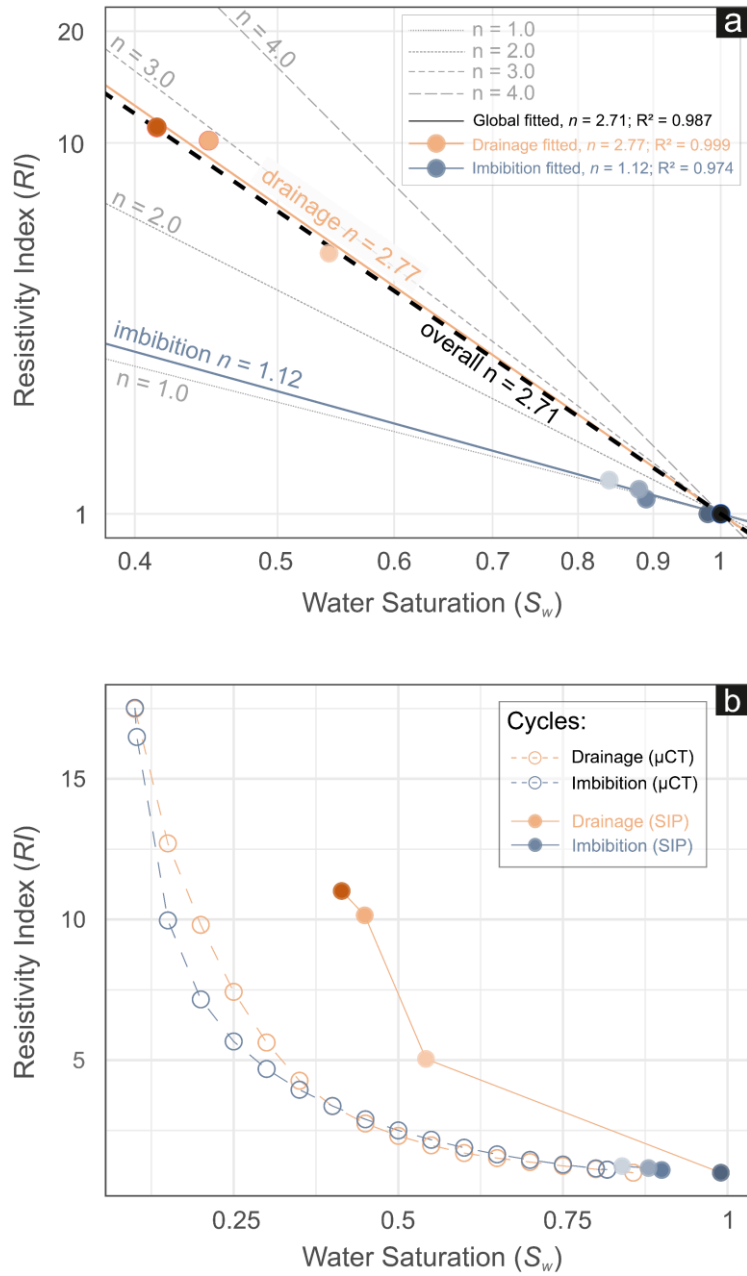 a
20
10
1
Resistivity Index (RI)
n = 4.0
n = 3.0
n = 2.0
n = 1.0
drainage n = 2.77
imbibition n = 1.12
overall n = 2.71
n = 1.0
n = 2.0
n = 3.0
n = 4.0
Global fitted, n = 2.71; R² = 0.987
Drainage fitted, n = 2.77; R² = 0.999
Imbibition fitted, n = 1.12; R² = 0.974
0.4 0.5 0.6 0.7 0.8 0.9 1
Water Saturation (Sw)
b
Cycles:
Drainage (µCT)
Imbibition (µCT)
Drainage (SIP)
Imbibition (SIP)
15
10
5
Resistivity Index (RI)
0.25 0.5 0.75 1
Water Saturation (Sw)